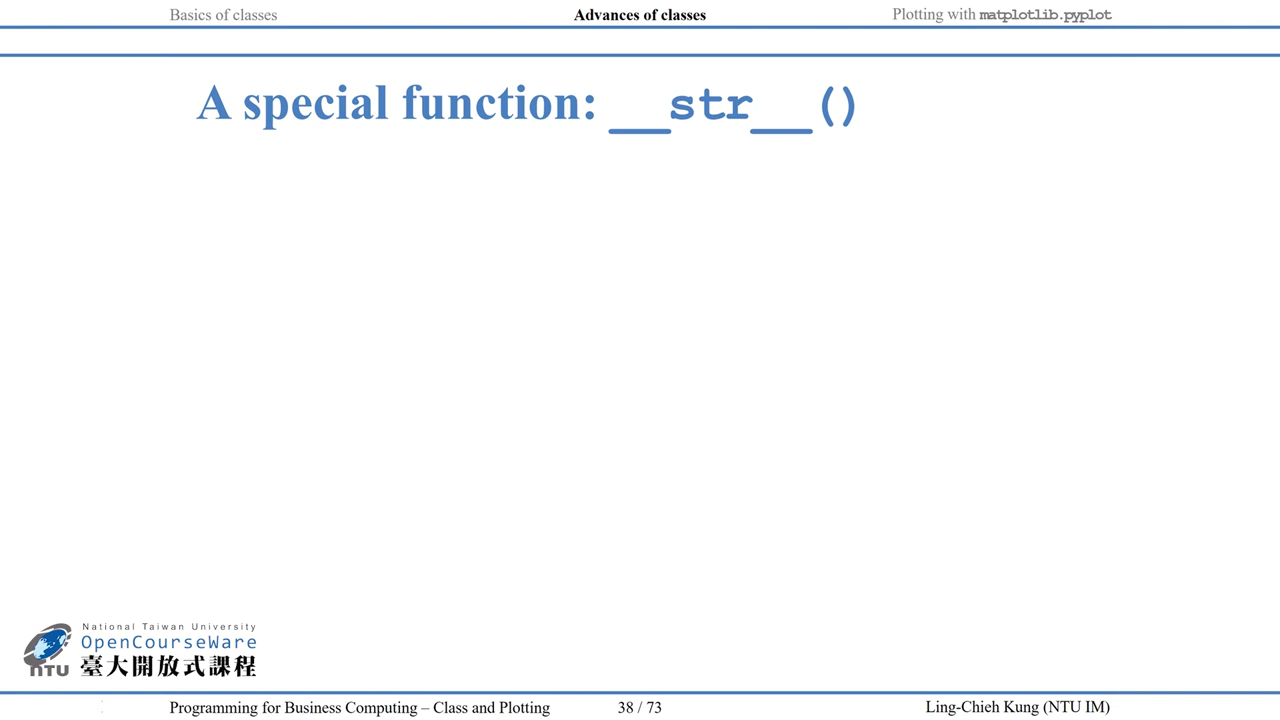 Basics of classes Advances of classes Plotting with matplotlib.pyplot
A special function: __str__()
National Taiwan University
OpenCourseWare
NTU 臺大開放式課程
Programming for Business Computing – Class and Plotting 38 / 73 Ling-Chieh Kung (NTU IM)